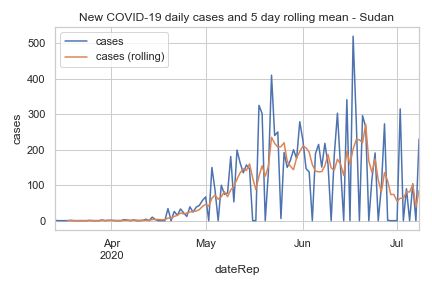 New COVID-19 daily cases and 5 day rolling mean - Sudan
cases
cases (rolling)
500
400
300
200
100
0
cases
Apr
2020
May
Jun
Jul
dateRep